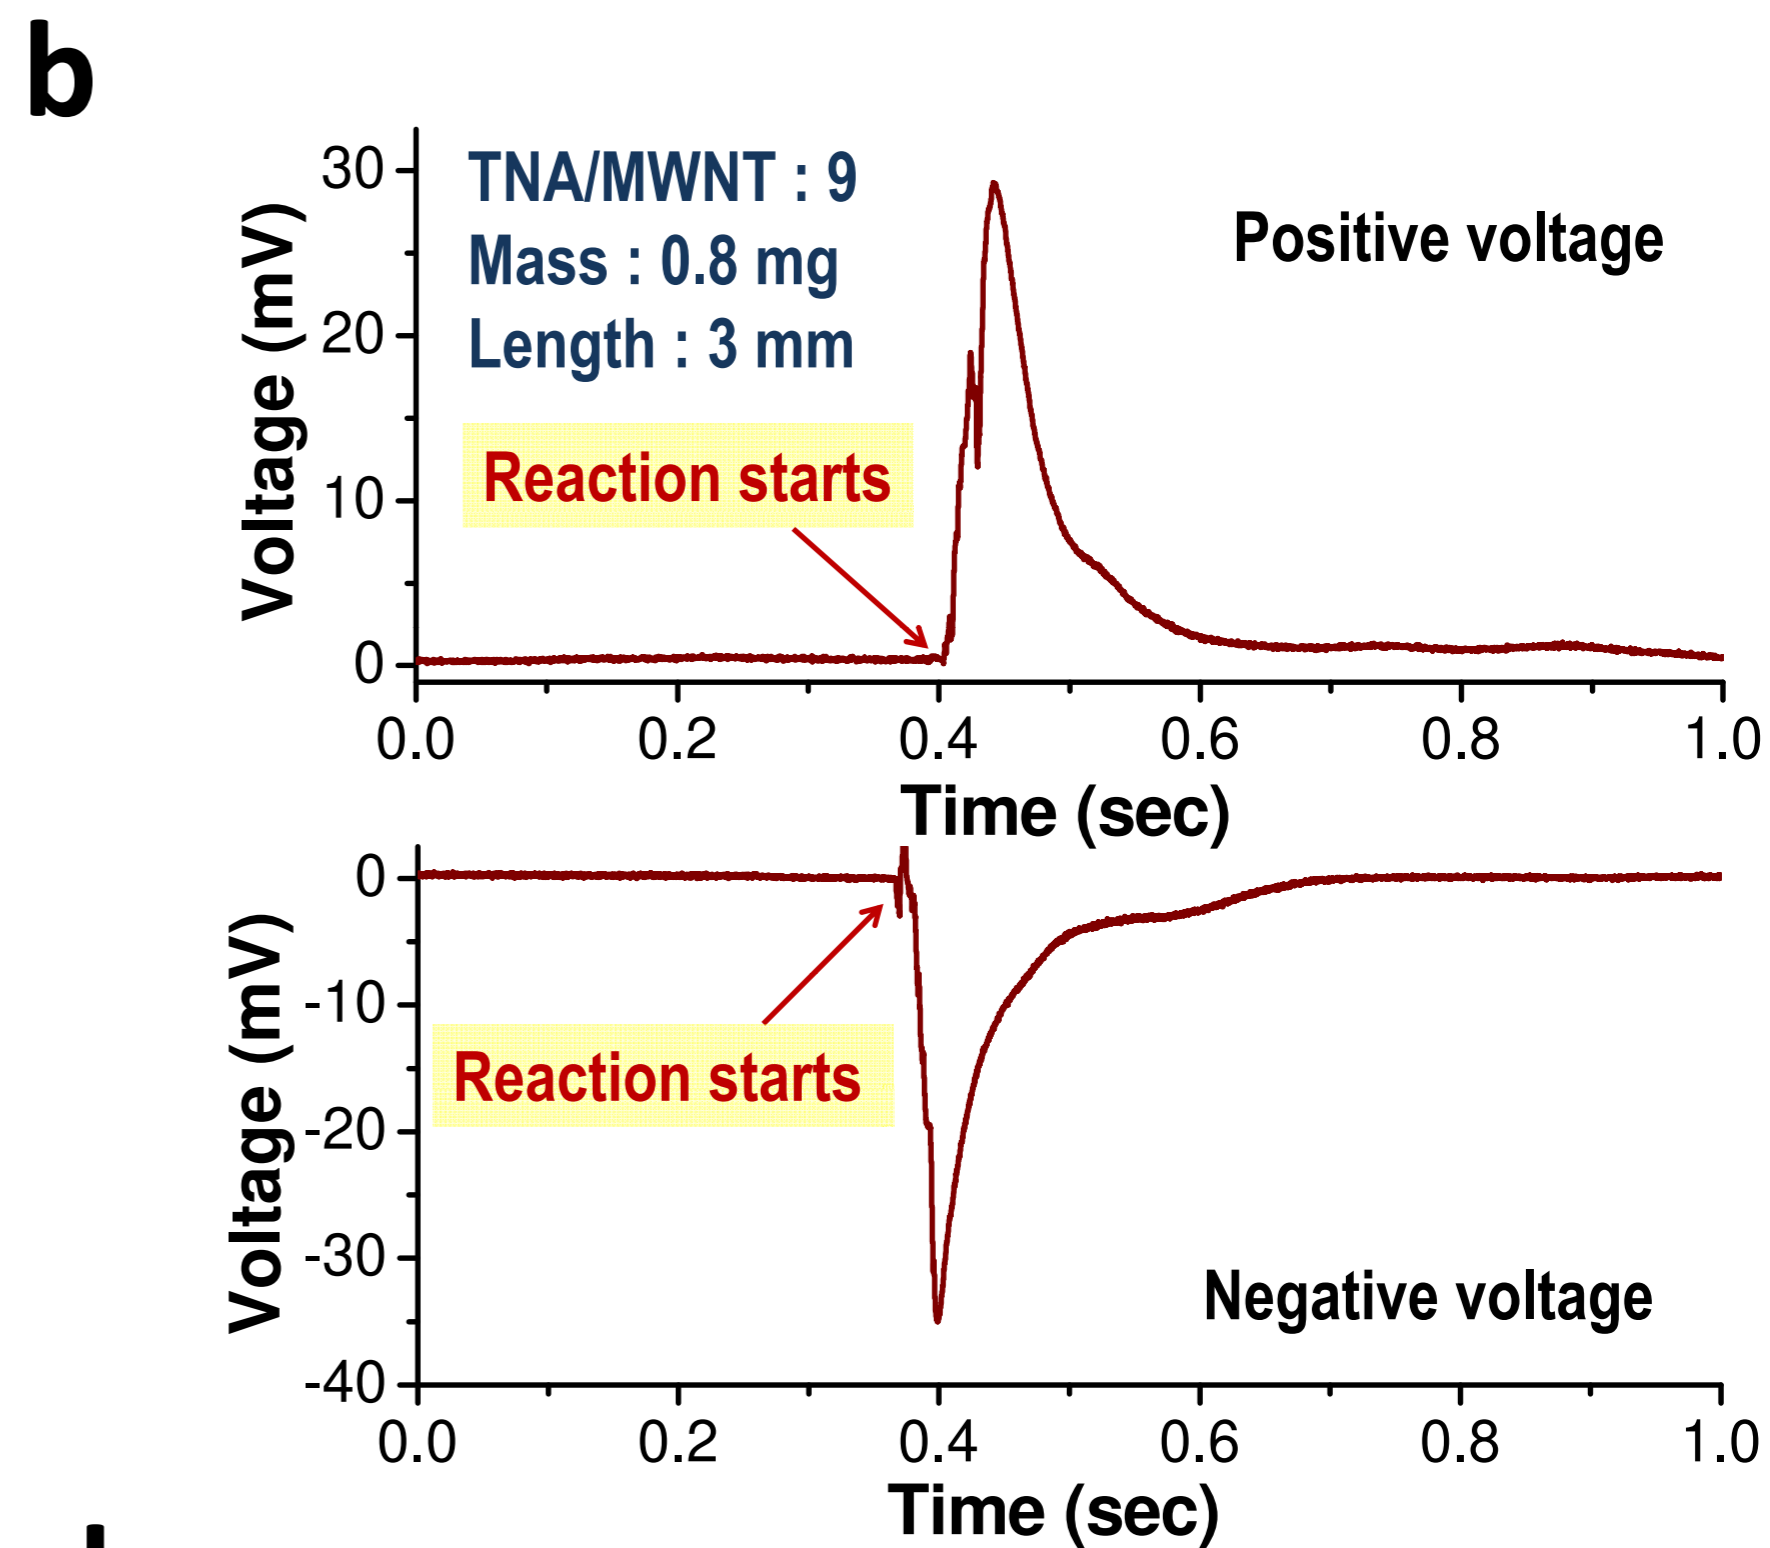 b
TNA/MWNT : 9
Mass : 0.8 mg
Length : 3 mm
Positive voltage
Reaction starts
Voltage (mV)
30
20
10
0
0.0 0.2 0.4 0.6 0.8 1.0
Time (sec)
Voltage (mV)
0
-10
-20
-30
-40
Reaction starts
Negative voltage
0.0 0.2 0.4 0.6 0.8 1.0
Time (sec)